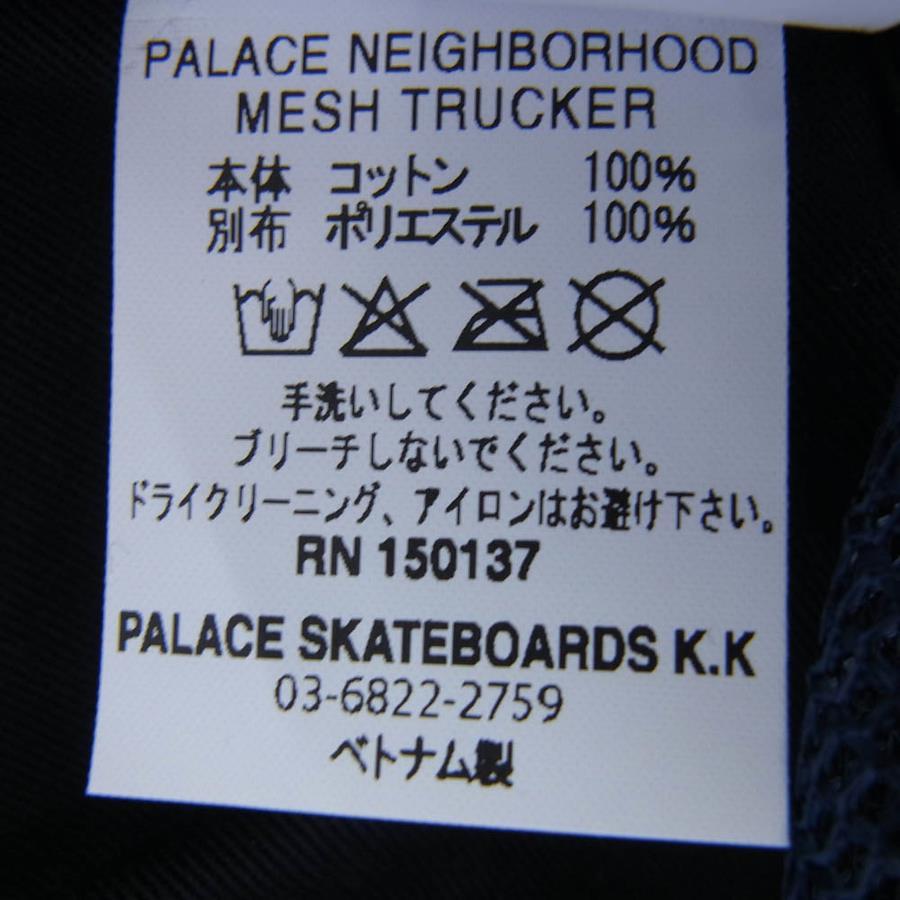 PALACE NEIGHBORHOOD
MESH TRUCKER
本体 コットン 100%
別布 ポリエステル 100%
手洗いしてください。
ブリーチしないでください。
ドライクリーニング、アイロンはお避け下さい。
RN 150137
PALACE SKATEBOARDS K.K
03-6822-2759
ベトナム製